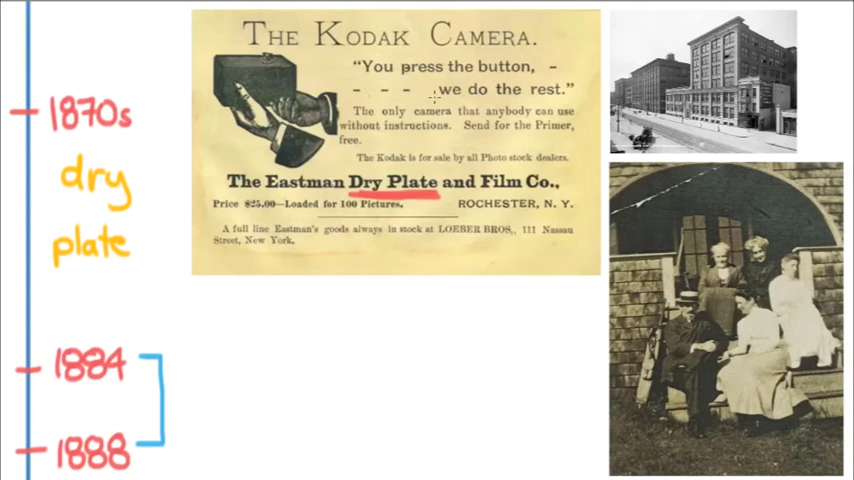 1870s
dry
plate
1884
1888
THE KODAK CAMERA.
"You press the button, -
- - - we do the rest."
The only camera that anybody can use
without instructions. Send for the Primer,
free.
The Kodak is for sale by all Photo stock dealers.
The Eastman Dry Plate and Film Co.,
Price $25.00—Loaded for 100 Pictures. ROCHESTER, N. Y.
A full line Eastman's goods always in stock at LOEBER BROS., 111 Nassau
Street, New York.